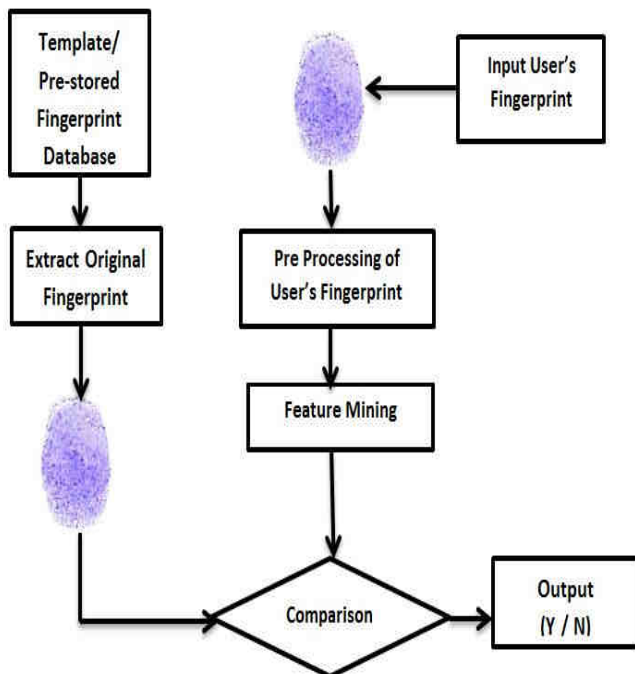 Template/
Pre-stored
Fingerprint
Database
Input User's
Fingerprint
Extract Original
Fingerprint
Pre Processing of
User's Fingerprint
Feature Mining
Comparison
Output
(Y / N)